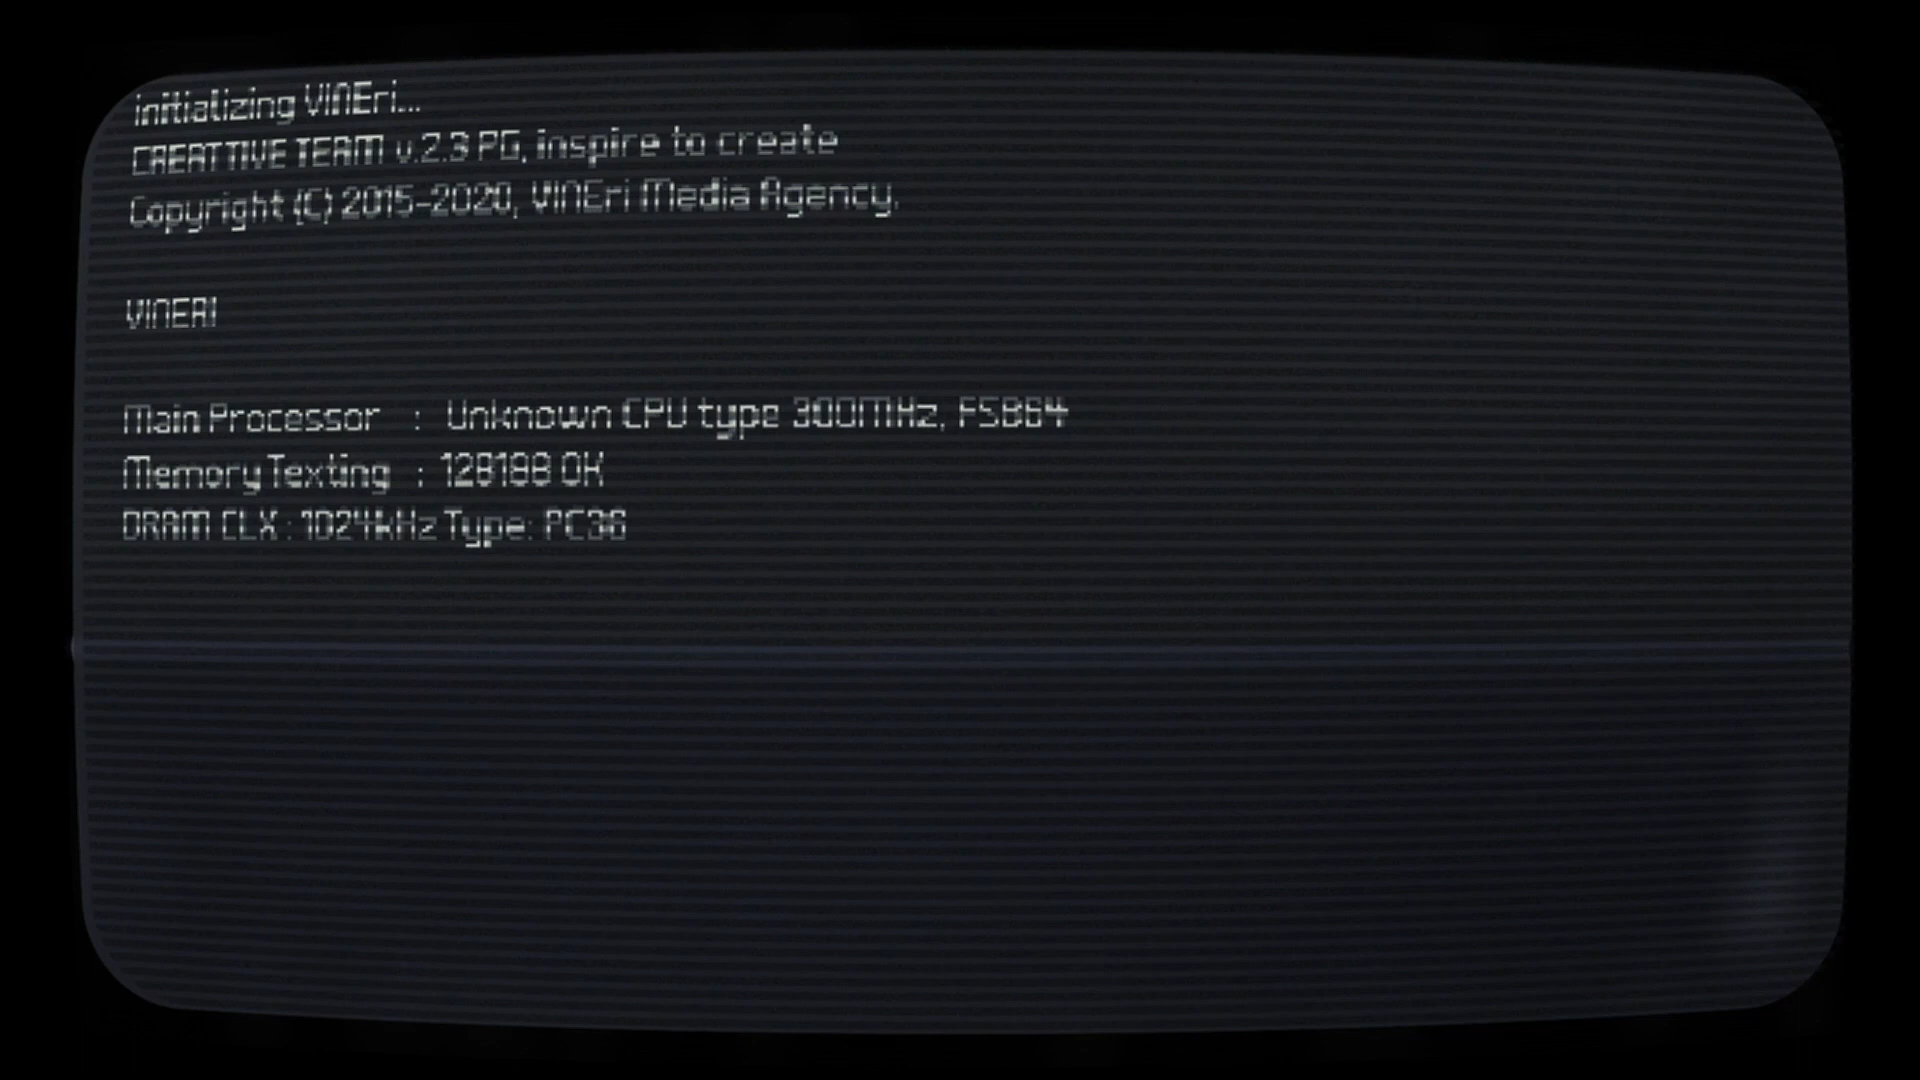 initializing VINEri...
CREATTIVE TEAM v.2.3 PG, inspire to create
Copyright (C) 2015-2020, VINEri Media Agency.
VINERI
Main Processor : Unknown CPU type 300MHz, FSB64
Memory Texting : 128188 OK
DRAM CLX : 1024kHz Type: PC36